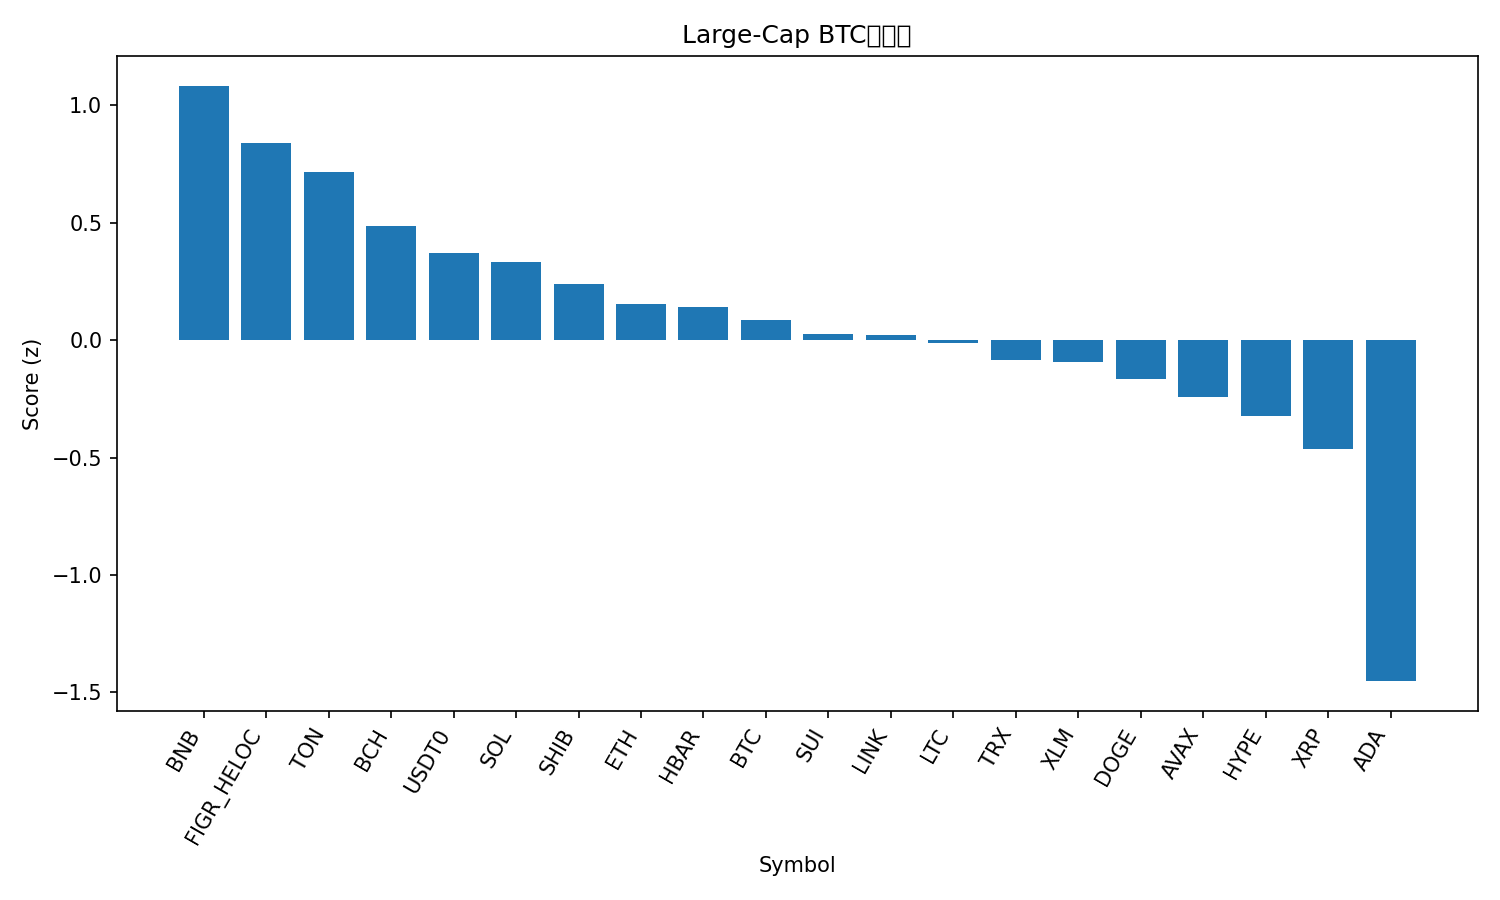 Large-Cap BTC
1.0
0.5
0.0
−0.5
−1.0
−1.5
Score (z)
BNB
FIGR_HELOC
TON
BCH
USDT0
SOL
SHIB
ETH
HBAR
BTC
SUI
LINK
LTC
TRX
XLM
DOGE
AVAX
HYPE
XRP
ADA
Symbol